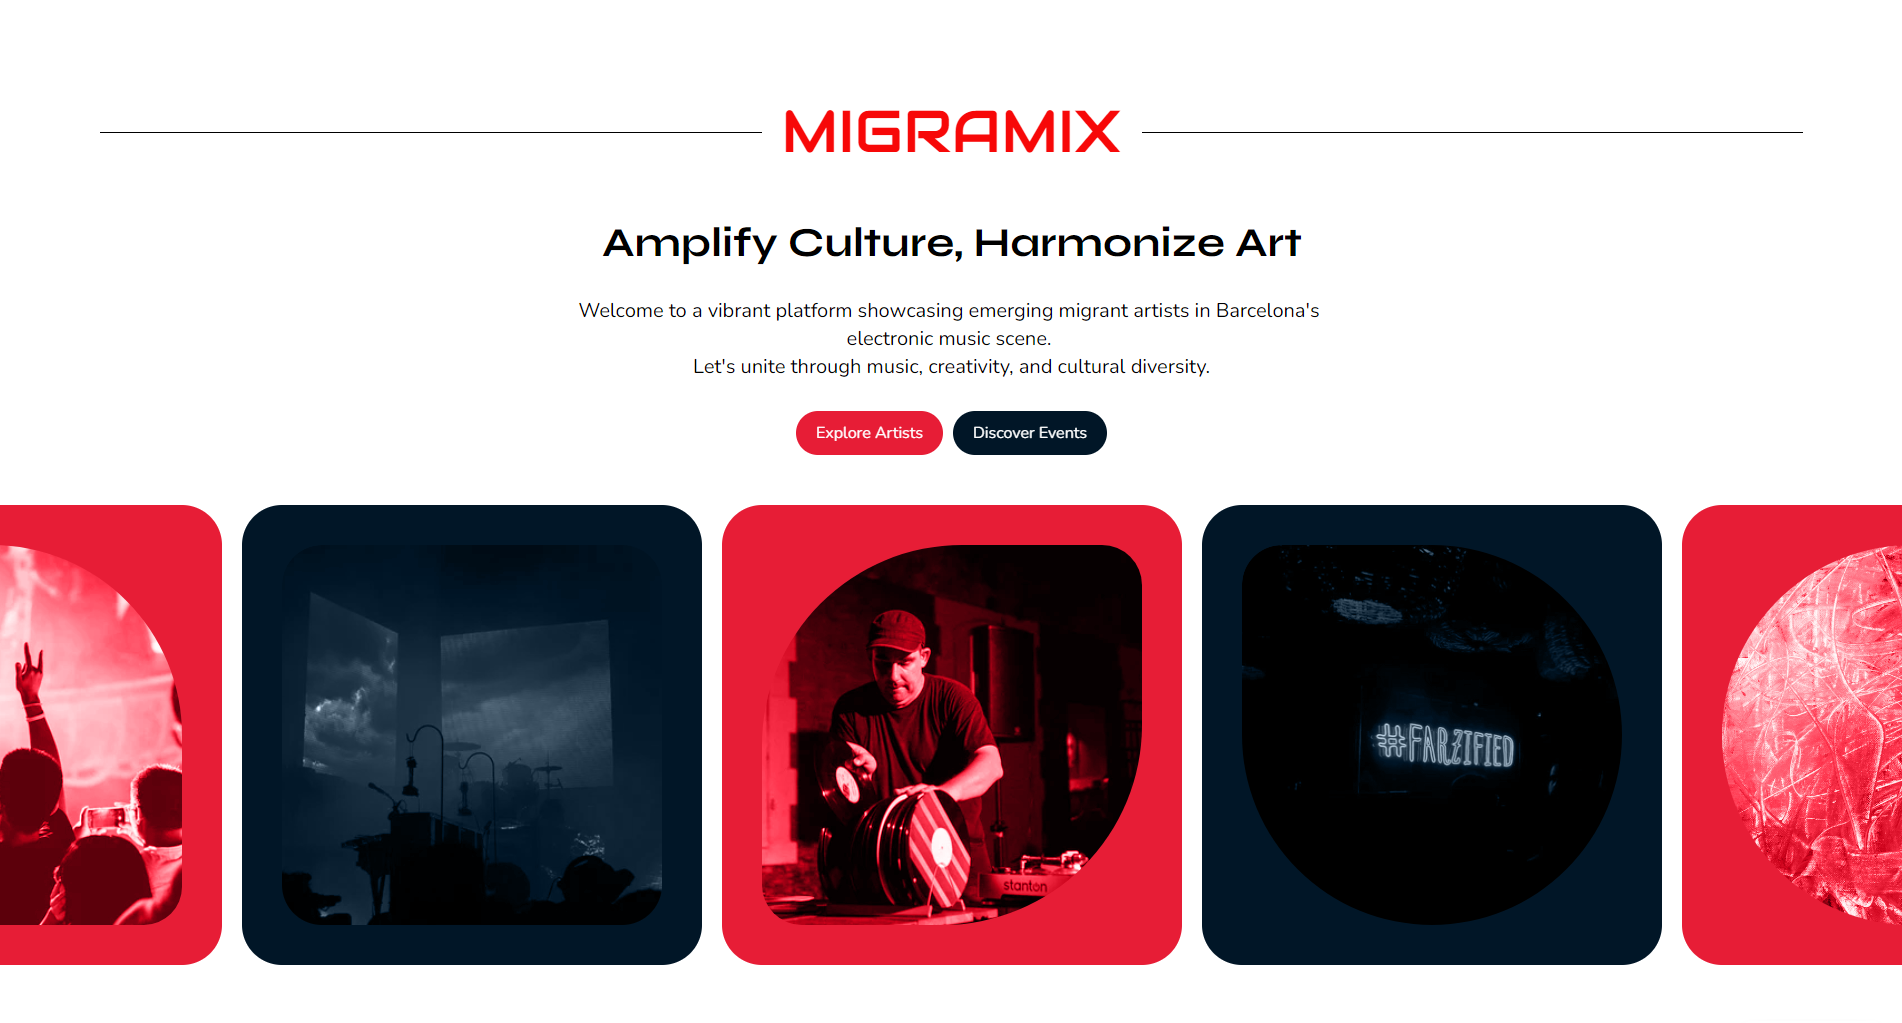 MIGRAMIX
Amplify Culture, Harmonize Art
Welcome to a vibrant platform showcasing emerging migrant artists in Barcelona's
electronic music scene.
Let's unite through music, creativity, and cultural diversity.
Explore Artists
Discover Events
stanton
#FARZIFIED